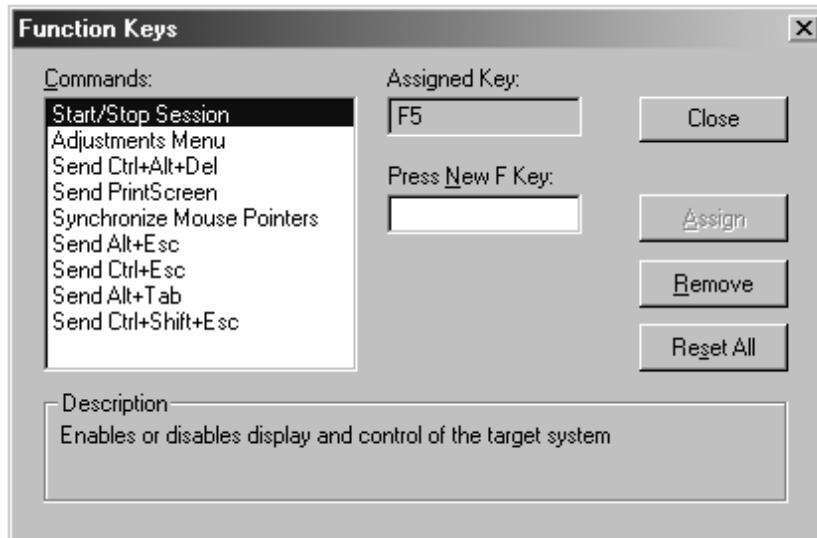 Function Keys
Commands:
Start/Stop Session
Adjustments Menu
Send Ctrl+Alt+Del
Send PrintScreen
Synchronize Mouse Pointers
Send Alt+Esc
Send Ctrl+Esc
Send Alt+Tab
Send Ctrl+Shift+Esc
Assigned Key:
F5
Press New F Key:
Close
Assign
Remove
Reset All
Description
Enables or disables display and control of the target system